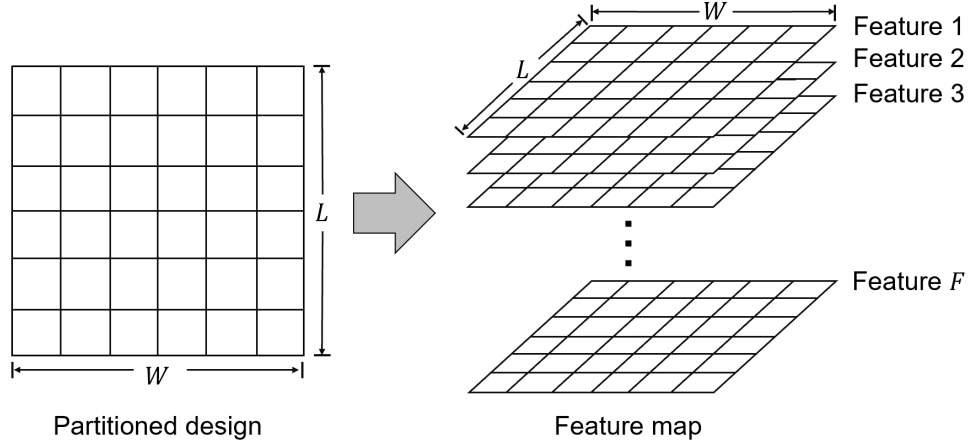 W
Feature 1
Feature 2
L
Feature 3
L
Feature F
W
Partitioned design
Feature map